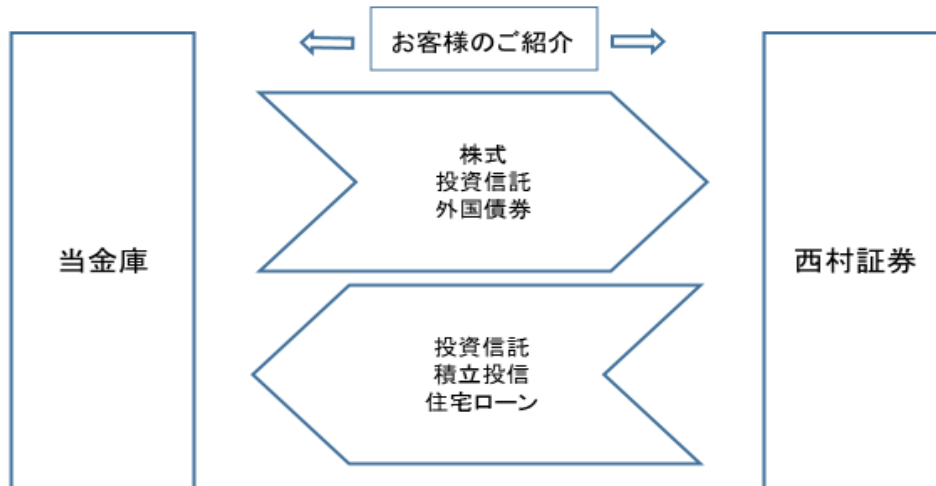 お客様のご紹介
株式
投資信託
外国債券
当金庫
西村証券
投資信託
積立投信
住宅ローン